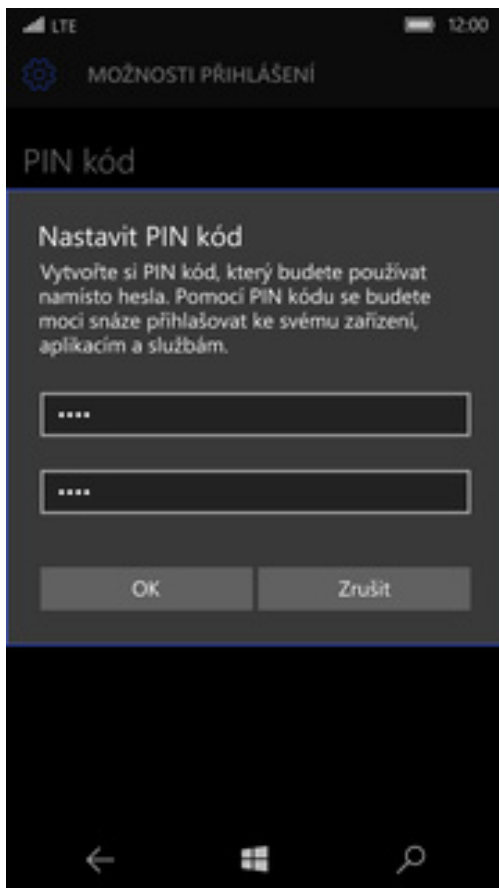 LTE 12:00
MOŽNOSTI PŘIHLÁŠENÍ
PIN kód
Nastavit PIN kód
Vytvořte si PIN kód, který budete používat
namísto hesla. Pomocí PIN kódu se budete
moci snáze přihlašovat ke svému zařízení,
aplikacím a službám.
••••
••••
OK Zrušit